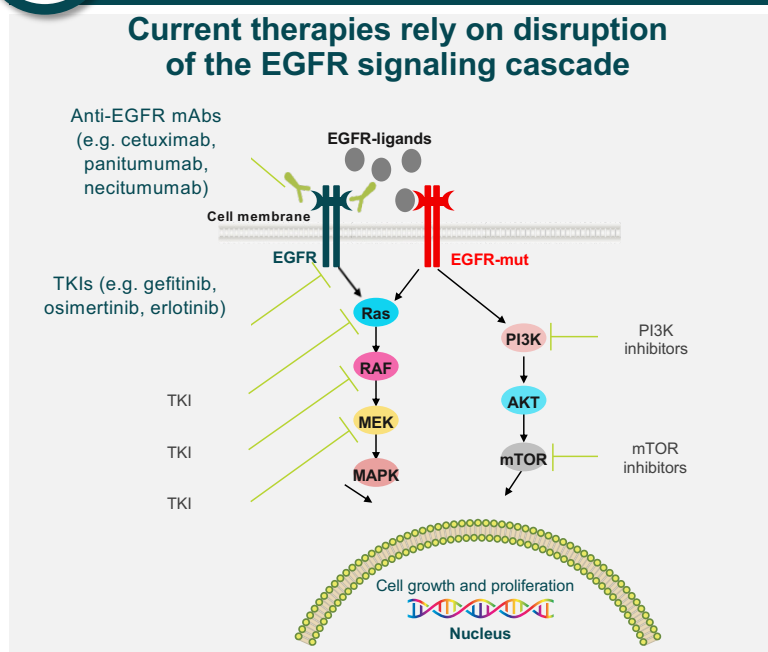 Current therapies rely on disruption
of the EGFR signaling cascade
Anti-EGFR mAbs
(e.g. cetuximab,
panitumumab,
necitumumab)
EGFR-ligands
Cell membrane
EGFR
EGFR-mut
TKIs (e.g. gefitinib,
osimertinib, erlotinib)
Ras
PI3K
PI3K
inhibitors
RAF
TKI
AKT
MEK
TKI
mTOR
mTOR
inhibitors
MAPK
TKI
Cell growth and proliferation
Nucleus